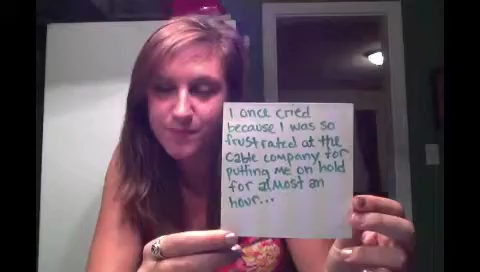 I once cried
because I was so
frustrated at the
cable company for
putting me on hold
for almost an
hour...